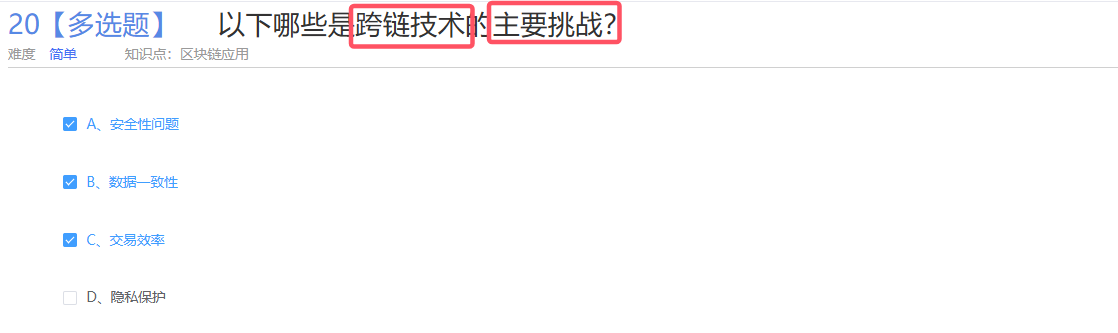 20【多选题】 以下哪些是跨链技术的主要挑战？
难度 简单 知识点：区块链应用
A、安全性问题
B、数据一致性
C、交易效率
D、隐私保护